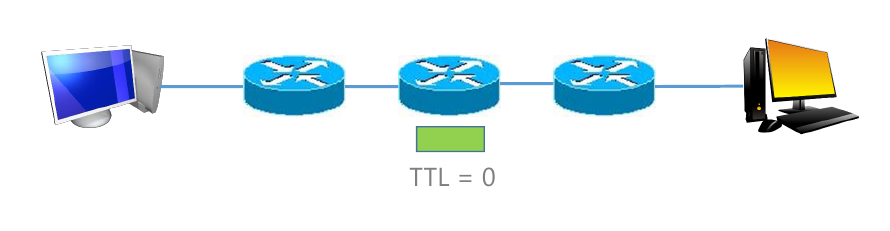 TTL = 0